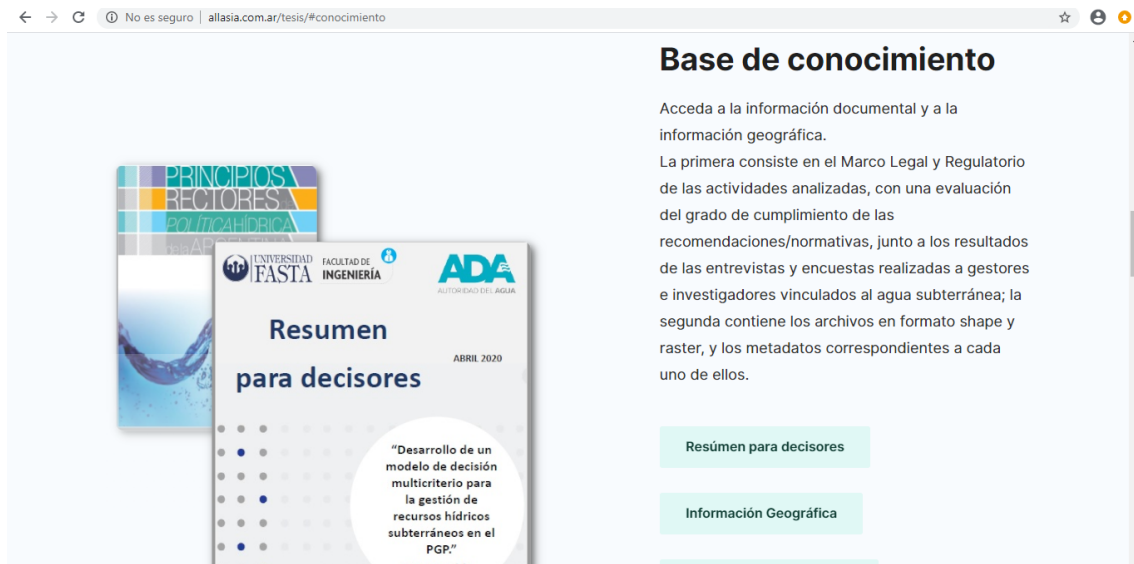 No es seguro | allasia.com.ar/tesis/#conocimiento
Base de conocimiento
Acceda a la información documental y a la
información geográfica.
La primera consiste en el Marco Legal y Regulatorio
de las actividades analizadas, con una evaluación
del grado de cumplimiento de las
recomendaciones/normativas, junto a los resultados
de las entrevistas y encuestas realizadas a gestores
e investigadores vinculados al agua subterránea; la
segunda contiene los archivos en formato shape y
raster, y los metadatos correspondientes a cada
uno de ellos.
Resúmen para decisores
Información Geográfica
PRINCIPIOS
RECTORES
POLÍTICA HÍDRICA
de la
UNIVERSIDAD
FASTA
FACULTAD DE
INGENIERÍA
ADA
AUTORIDAD DEL AGUA
Resumen
para decisores
ABRIL 2020
“Desarrollo de un
modelo de decisión
multicriterio para
la gestión de
recursos hídricos
subterráneos en el
PGP.”